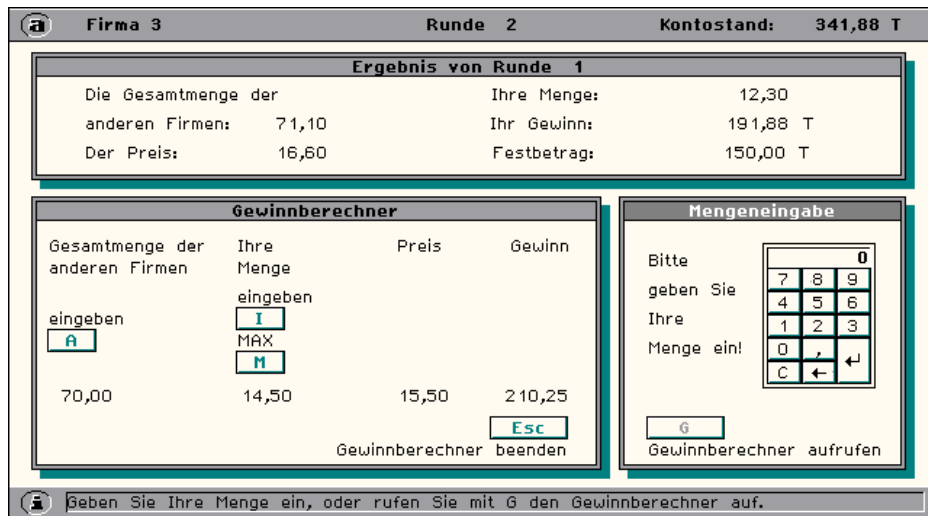 a Firma 3 Runde 2 Kontostand: 341,88 T
Ergebnis von Runde 1
Die Gesamtmenge der Ihre Menge: 12,30
anderen Firmen: 71,10 Ihr Gewinn: 191,88 T
Der Preis: 16,60 Festbetrag: 150,00 T
Gewinnberechner
Gesamtmenge der Ihre Preis Gewinn
anderen Firmen Menge
eingeben
eingeben I
A MAX
M
70,00 14,50 15,50 210,25
Esc
Gewinnberechner beenden
Mengeneingabe
Bitte
geben Sie
Ihre
Menge ein!
0
7 8 9
4 5 6
1 2 3
0 , ↵
C ←
G
Gewinnberechner aufrufen
i Geben Sie Ihre Menge ein, oder rufen Sie mit G den Gewinnberechner auf.